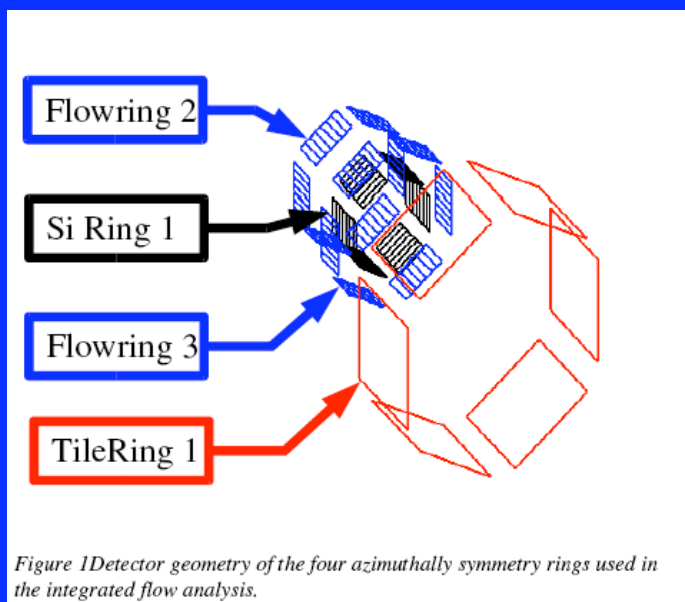 Flowring 2
Si Ring 1
Flowring 3
TileRing 1
Figure 1Detector geometry of the four azimuthally symmetry rings used in
the integrated flow analysis.